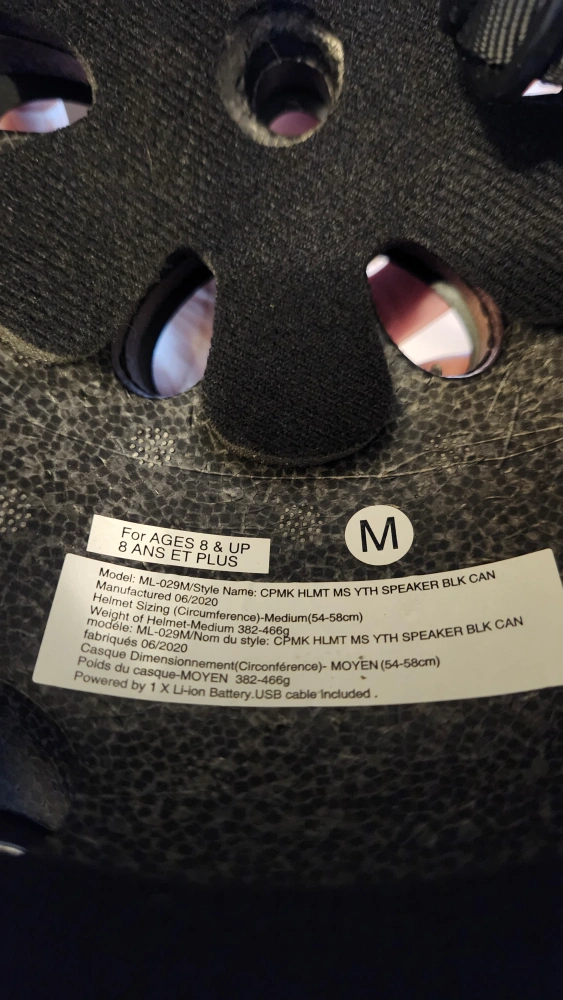 For AGES 8 & UP
8 ANS ET PLUS
M
Model: ML-029M/Style Name: CPMK HLMT MS YTH SPEAKER BLK CAN
Manufactured 06/2020
Helmet Sizing (Circumference)-Medium(54-58cm)
Weight of Helmet-Medium 382-466g
modéle: ML-029M/Nom du style: CPMK HLMT MS YTH SPEAKER BLK CAN
fabriqués 06/2020
Casque Dimensionnement(Circonférence)- MOYEN (54-58cm)
Poids du casque-MOYEN 382-466g
Powered by 1 X Li-ion Battery.USB cable included .